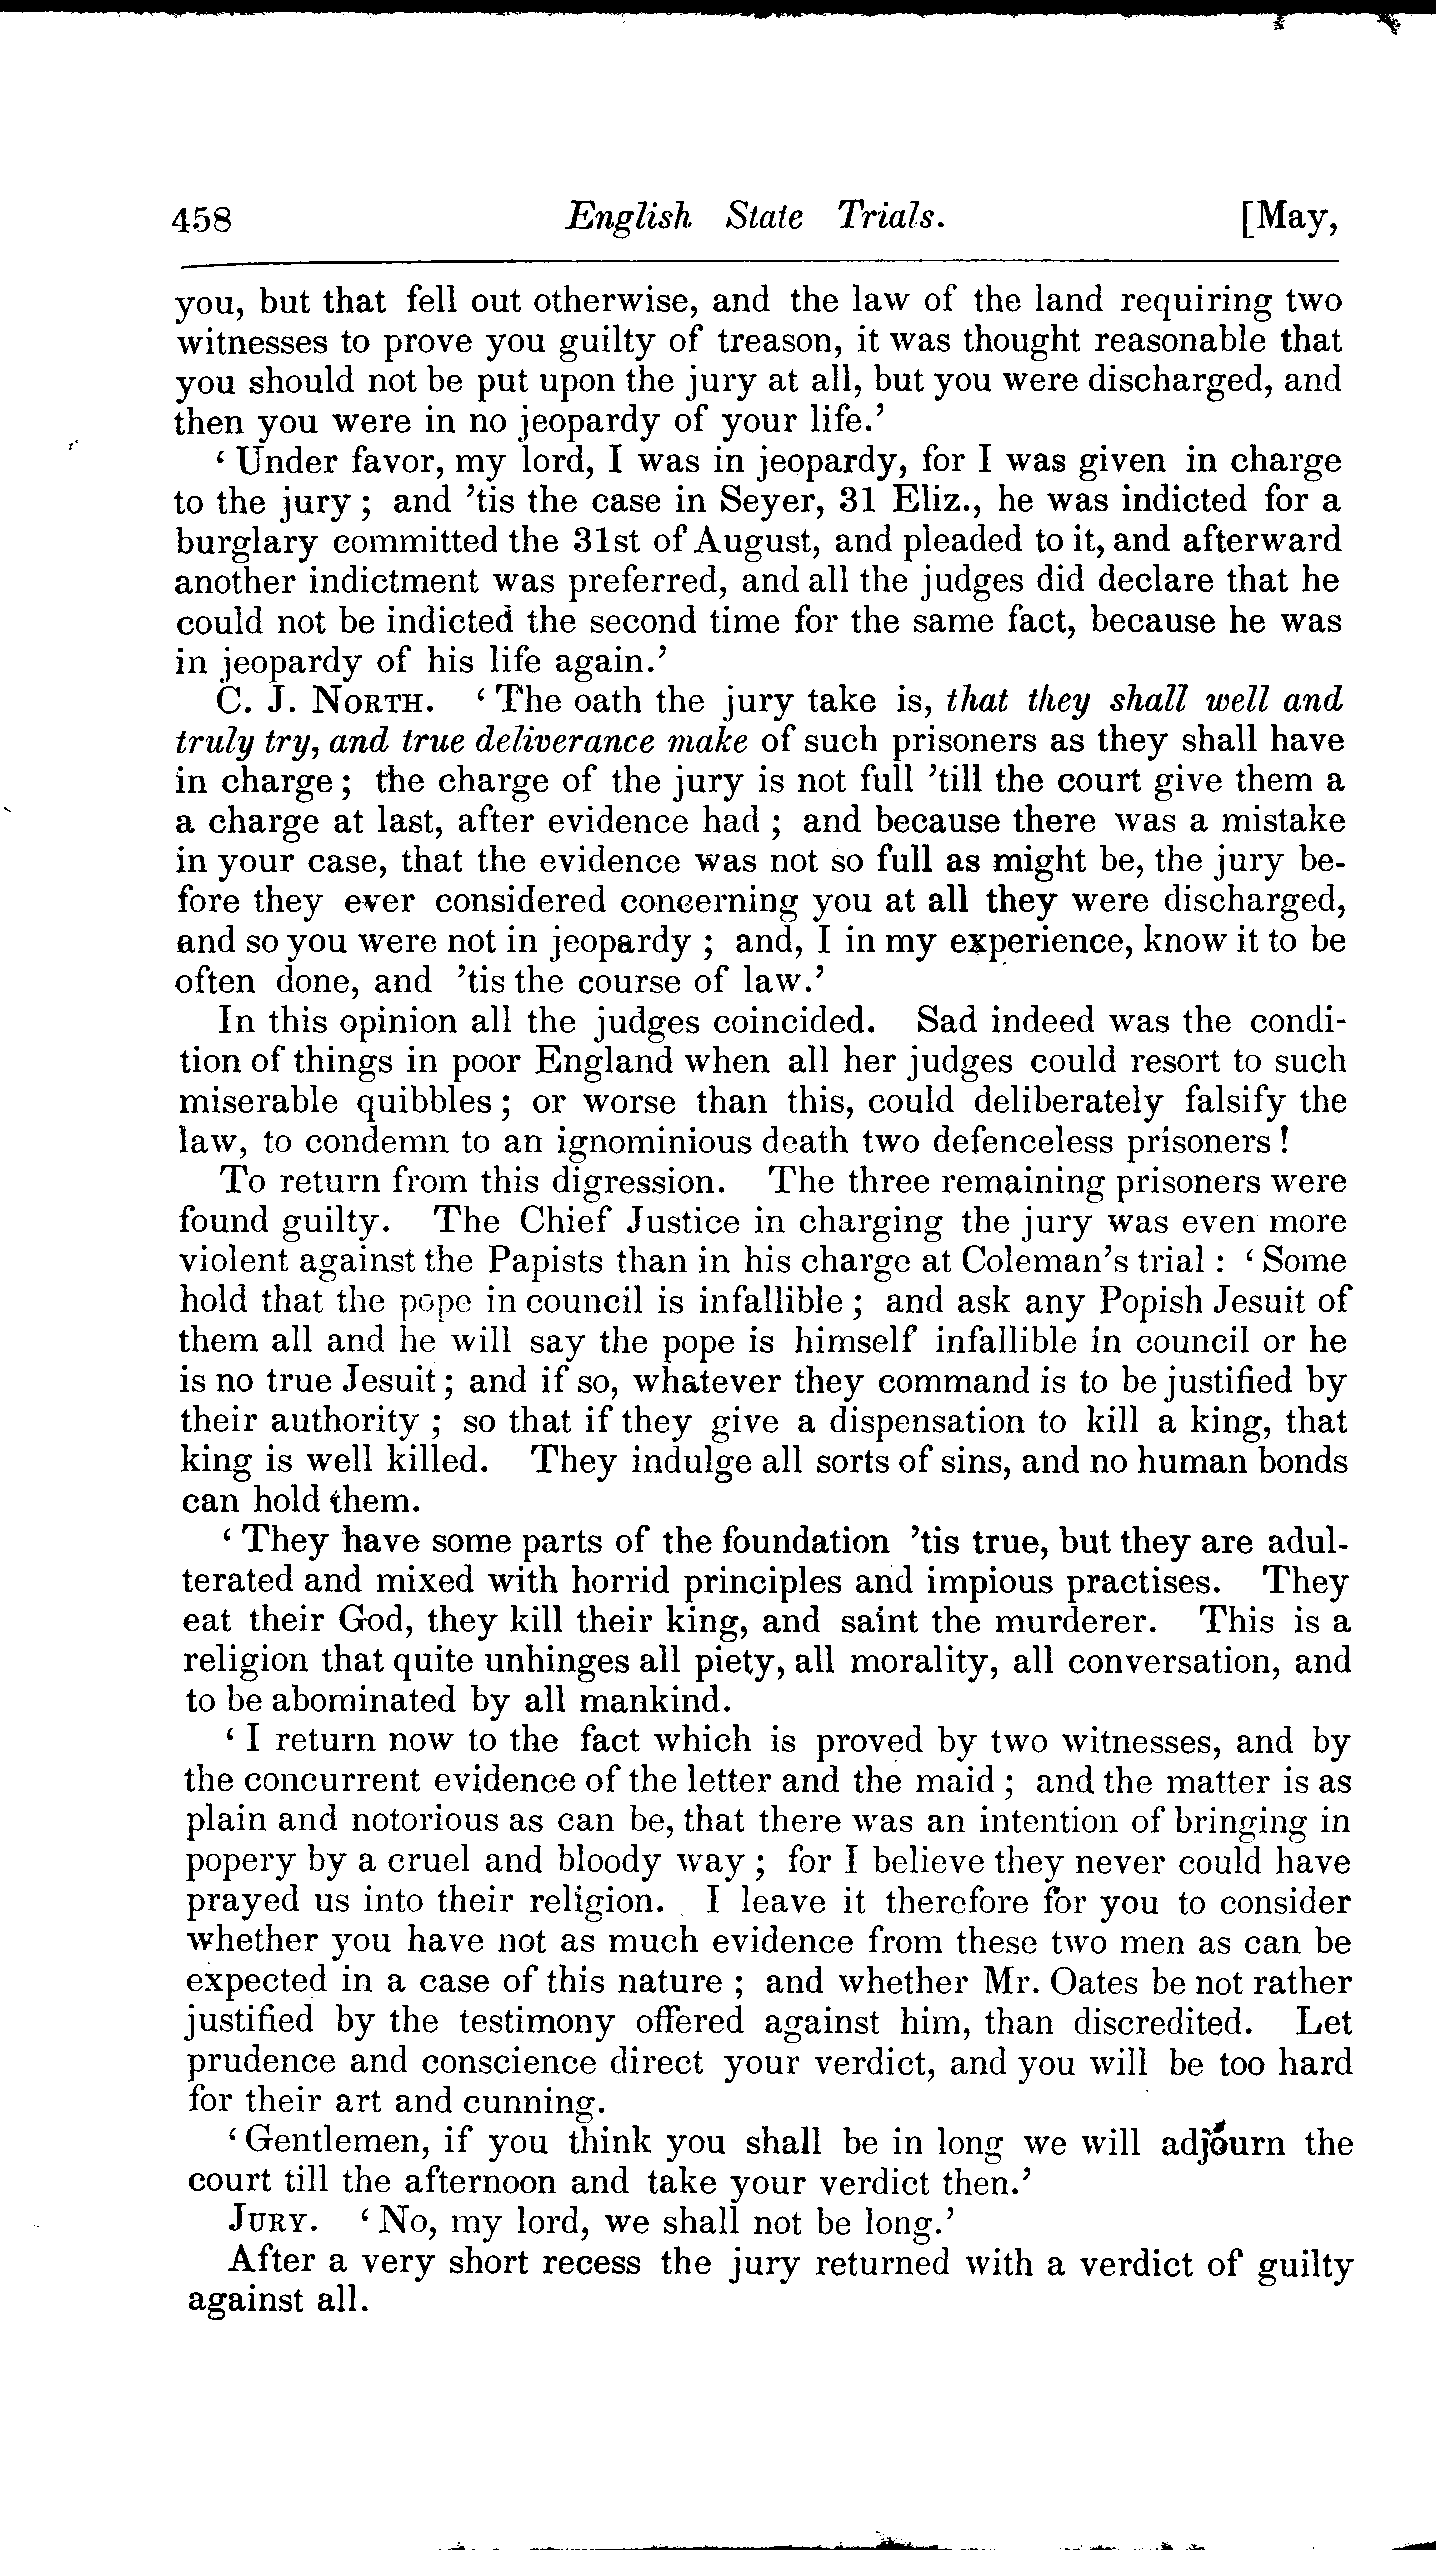 458 English State Trials. [May,
you, but that fell out otherwise, and the law of the land requiring two
witnesses to prove you guilty of treason, it was thought reasonable that
you should not be put upon the jury at all, but you were discharged, and
then you were in no jeopardy of your life.'
' Under favor, my lord, I was in jeopardy, for I was given in charge
to the jury ; and 'tis the case in Seyer, 31 Eliz., he was indicted for a
burglary committed the 31st of August, and pleaded to it, and afterward
another indictment was preferred, and all the judges did declare that he
could not be indicted the second time for the same fact, because he was
in jeopardy of his life again.'
C. J. NORTH. ' The oath the jury take is, that they shall well and
truly try, and true deliverance make of such prisoners as they shall have
in charge ; the charge of the jury is not full 'till the court give them a
a charge at last, after evidence had ; and because there was a mistake
in your case, that the evidence was not so full as might be, the jury be-
fore they ever considered concerning you at all they were discharged,
and so you were not in jeopardy ; and, I in my experience, know it to be
often done, and 'tis the course of law.'
In this opinion all the judges coincided. Sad indeed was the condi-
tion of things in poor England when all her judges could resort to such
miserable quibbles ; or worse than this, could deliberately falsify the
law, to condemn to an ignominious death two defenceless prisoners !
To return from this digression. The three remaining prisoners were
found guilty. The Chief Justice in charging the jury was even more
violent against the Papists than in his charge at Coleman's trial : ' Some
hold that the pope in council is infallible ; and ask any Popish Jesuit of
them all and he will say the pope is himself infallible in council or he
is no true Jesuit ; and if so, whatever they command is to be justified by
their authority ; so that if they give a dispensation to kill a king, that
king is well killed. They indulge all sorts of sins, and no human bonds
can hold them.
' They have some parts of the foundation 'tis true, but they are adul-
terated and mixed with horrid principles and impious practises. They
eat their God, they kill their king, and saint the murderer. This is a
religion that quite unhinges all piety, all morality, all conversation, and
to be abominated by all mankind.
' I return now to the fact which is proved by two witnesses, and by
the concurrent evidence of the letter and the maid ; and the matter is as
plain and notorious as can be, that there was an intention of bringing in
popery by a cruel and bloody way ; for I believe they never could have
prayed us into their religion. I leave it therefore for you to consider
whether you have not as much evidence from these two men as can be
expected in a case of this nature ; and whether Mr. Oates be not rather
justified by the testimony offered against him, than discredited. Let
prudence and conscience direct your verdict, and you will be too hard
for their art and cunning.
' Gentlemen, if you think you shall be in long we will adjourn the
court till the afternoon and take your verdict then.'
JURY. ' No, my lord, we shall not be long.'
After a very short recess the jury returned with a verdict of guilty
against all.